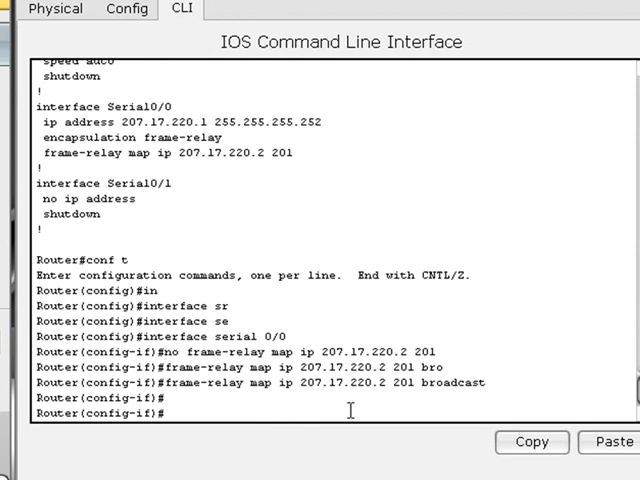 Physical Config CLI
IOS Command Line Interface
speed auto
shutdown
!
interface Serial0/0
ip address 207.17.220.1 255.255.255.252
encapsulation frame-relay
frame-relay map ip 207.17.220.2 201
!
interface Serial0/1
no ip address
shutdown
!
Router#conf t
Enter configuration commands, one per line. End with CNTL/Z.
Router(config)#in
Router(config)#interface sr
Router(config)#interface se
Router(config)#interface serial 0/0
Router(config-if)#no frame-relay map ip 207.17.220.2 201
Router(config-if)#frame-relay map ip 207.17.220.2 201 bro
Router(config-if)#frame-relay map ip 207.17.220.2 201 broadcast
Router(config-if)#
Router(config-if)#
Copy Paste